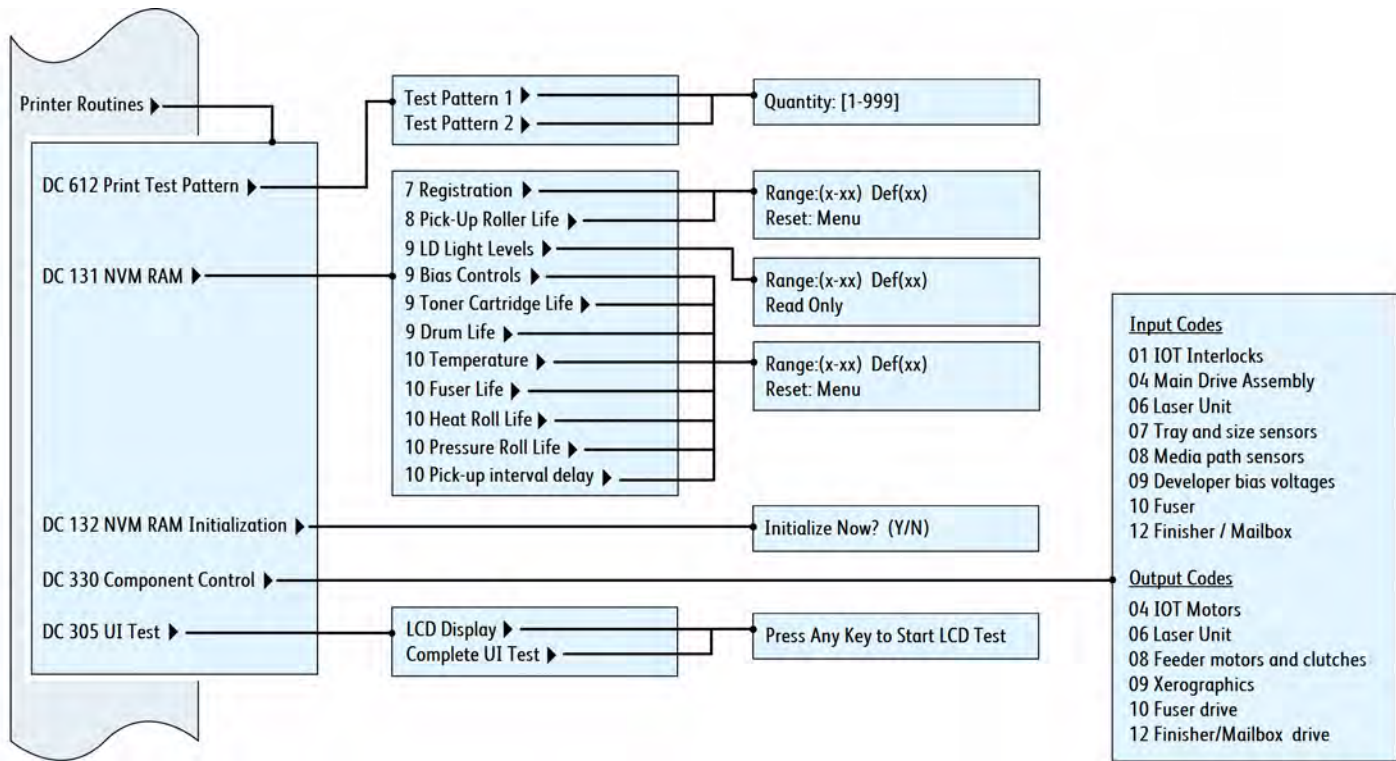 Printer Routines
DC 612 Print Test Pattern
DC 131 NVM RAM
DC 132 NVM RAM Initialization
DC 330 Component Control
DC 305 UI Test
Test Pattern 1
Test Pattern 2
Quantity: [1-999]
7 Registration
8 Pick-Up Roller Life
9 LD Light Levels
9 Bias Controls
9 Toner Cartridge Life
9 Drum Life
10 Temperature
10 Fuser Life
10 Heat Roll Life
10 Pressure Roll Life
10 Pick-up interval delay
Range:(x-xx) Def(xx)
Reset: Menu
Range:(x-xx) Def(xx)
Read Only
Range:(x-xx) Def(xx)
Reset: Menu
Initialize Now? (Y/N)
LCD Display
Complete UI Test
Press Any Key to Start LCD Test
Input Codes
01 IOT Interlocks
04 Main Drive Assembly
06 Laser Unit
07 Tray and size sensors
08 Media path sensors
09 Developer bias voltages
10 Fuser
12 Finisher / Mailbox
Output Codes
04 IOT Motors
06 Laser Unit
08 Feeder motors and clutches
09 Xerographics
10 Fuser drive
12 Finisher/Mailbox drive